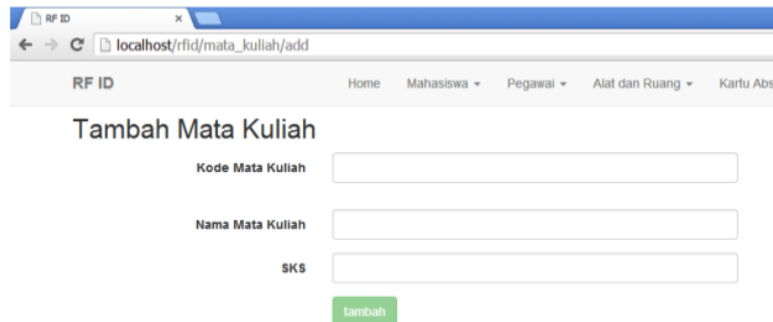 RF ID
localhost/rfid/mata_kuliah/add
RF ID Home Mahasiswa Pegawai Alat dan Ruang Kartu Abs
Tambah Mata Kuliah
Kode Mata Kuliah
Nama Mata Kuliah
SKS
tambah